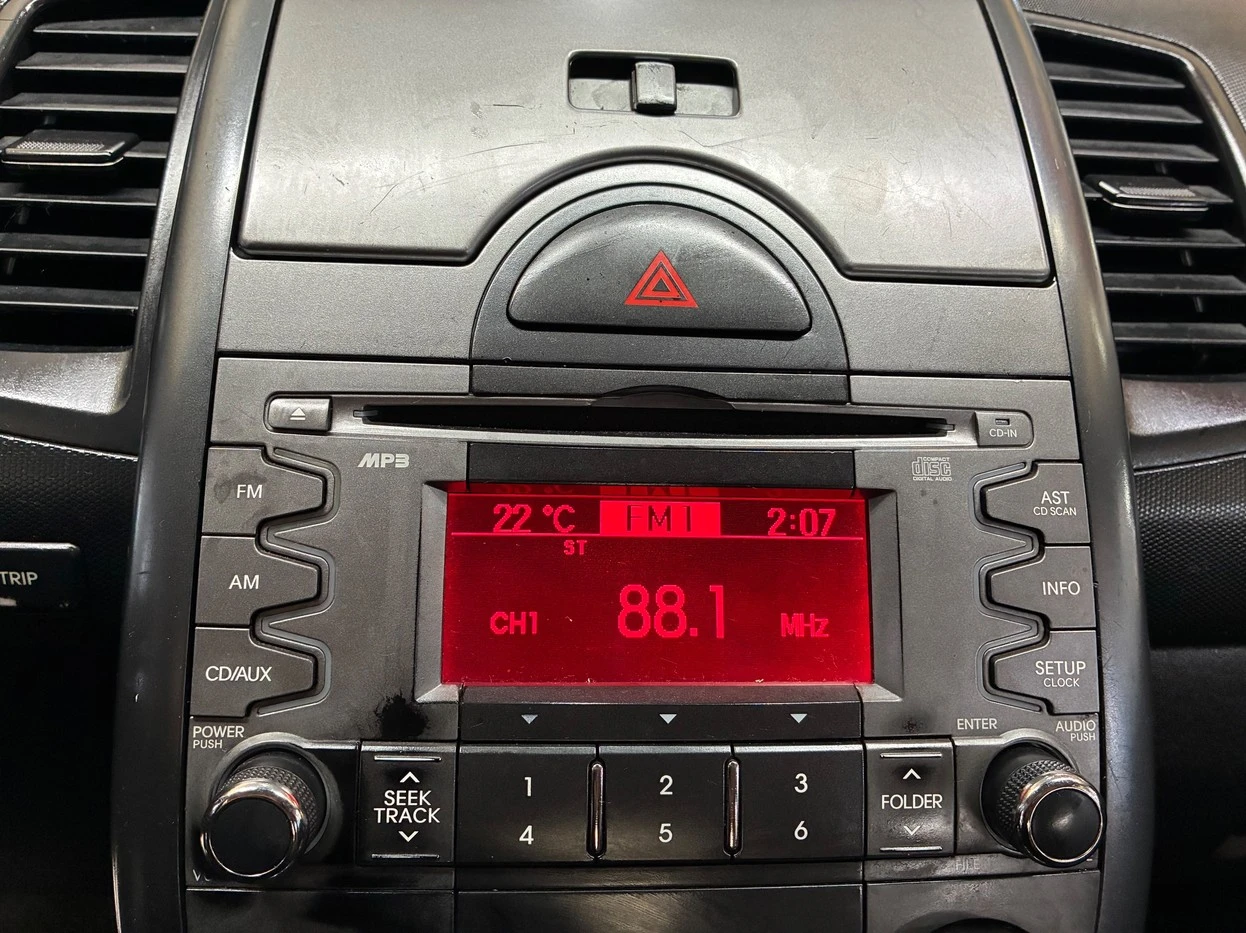 CD-IN
MP3
COMPACT
disc
DIGITAL AUDIO
FM
AST
CD SCAN
22 °C FM1 2:07
ST
TRIP
AM
INFO
CH1 88.1 MHz
CD/AUX
SETUP
CLOCK
POWER
PUSH
ENTER
AUDIO
PUSH
SEEK
TRACK
1 2 3
FOLDER
4 5 6
FILE